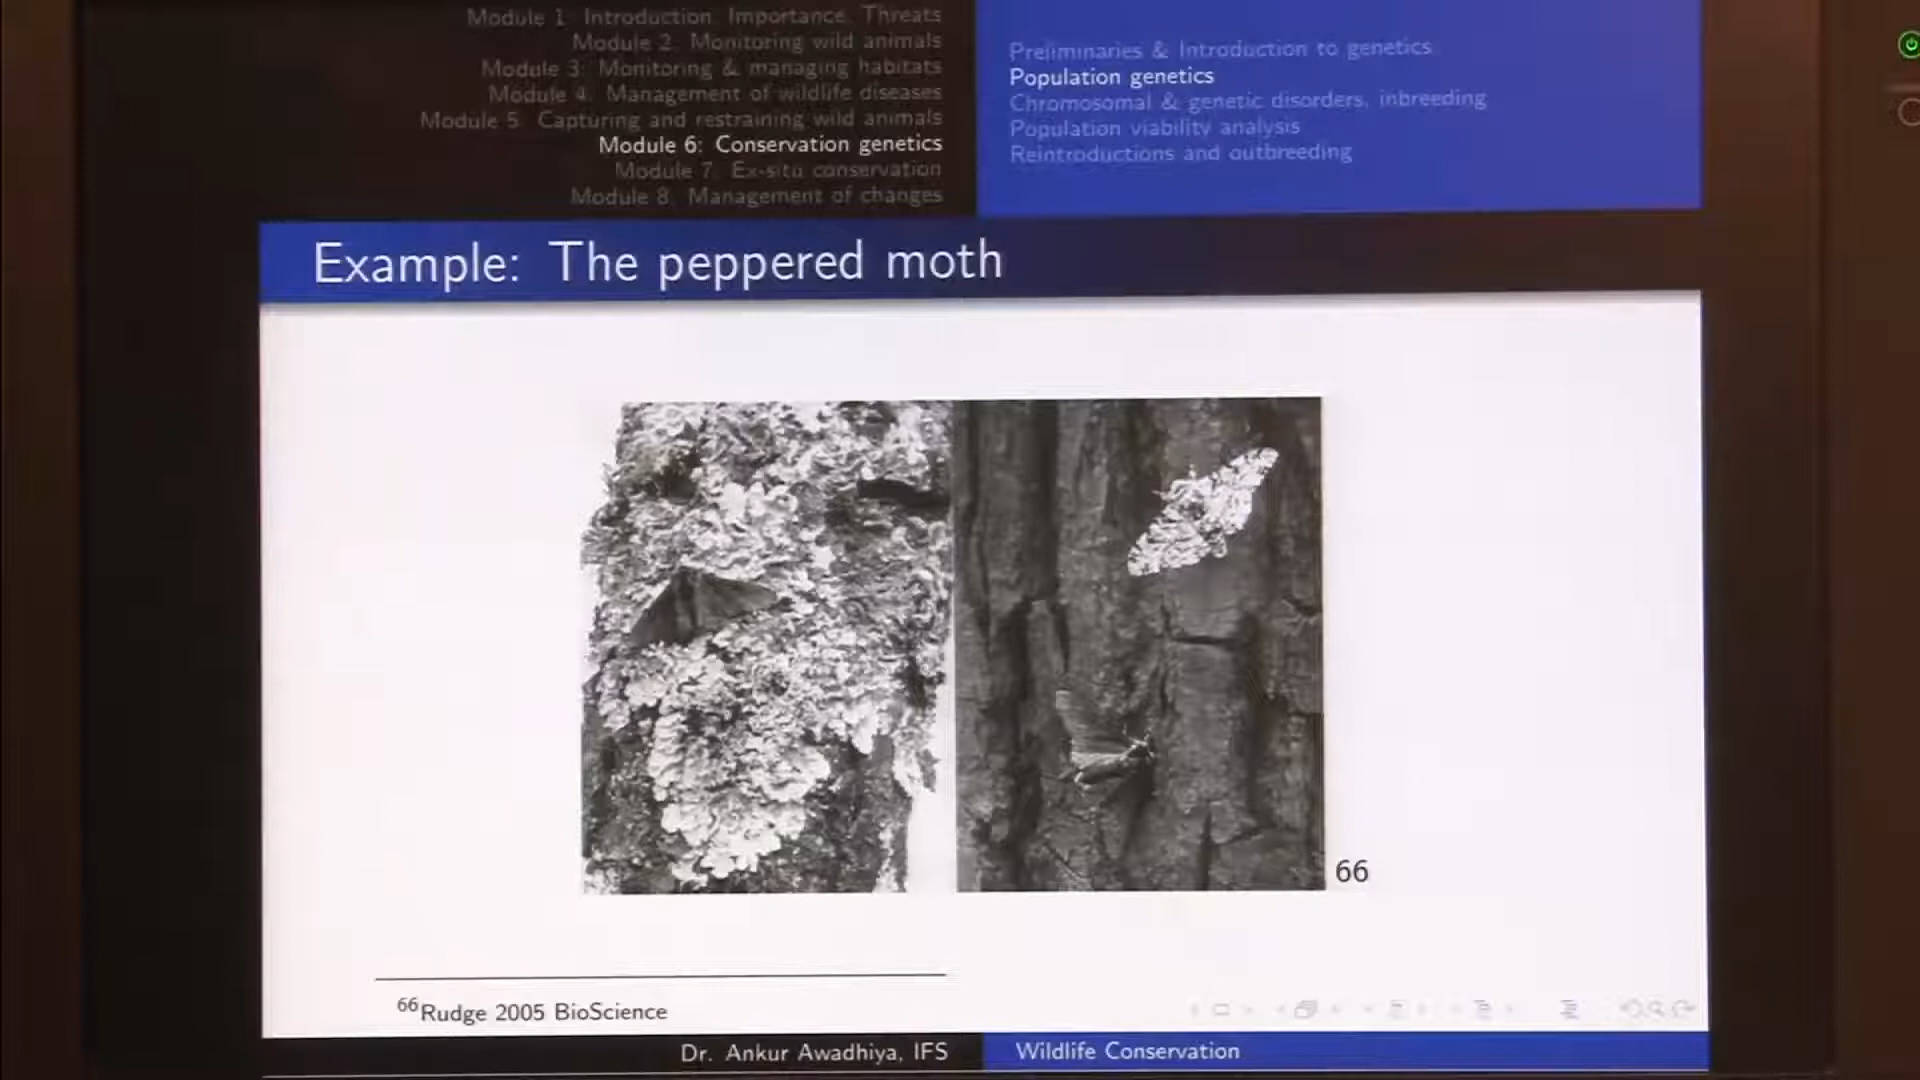 Module 1: Introduction, Importance, Threats
Module 2: Monitoring wild animals
Module 3: Monitoring & managing habitats
Module 4: Management of wildlife diseases
Module 5: Capturing and restraining wild animals
Module 6: Conservation genetics
Module 7: Ex-situ conservation
Module 8: Management of changes
Preliminaries & Introduction to genetics
Population genetics
Chromosomal & genetic disorders, inbreeding
Population viability analysis
Reintroductions and outbreeding
Example: The peppered moth
66
66Rudge 2005 BioScience
Dr. Ankur Awadhiya, IFS
Wildlife Conservation